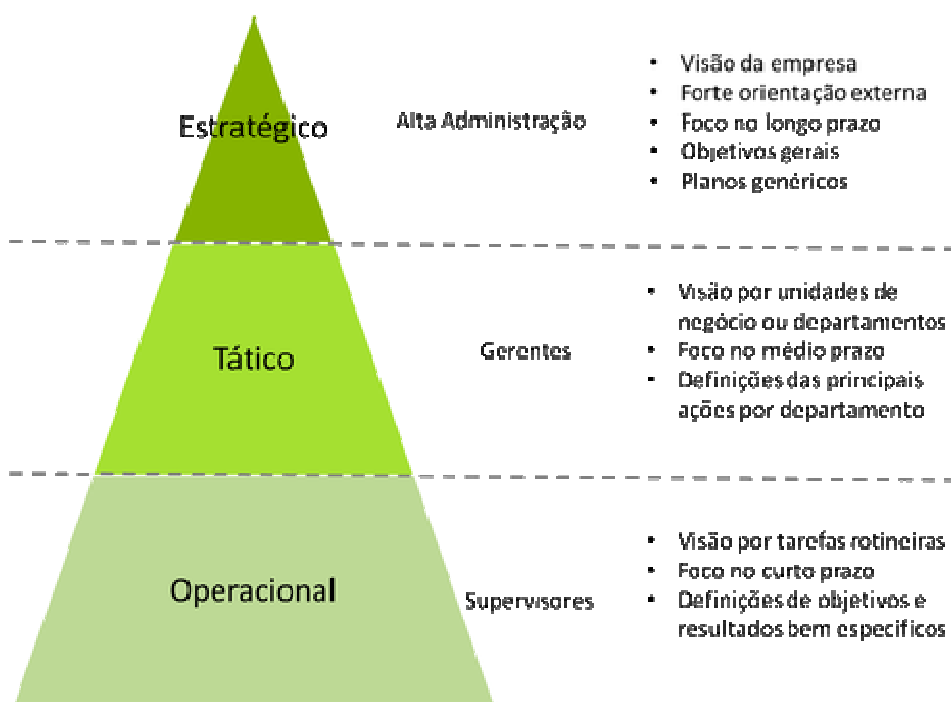 Estratégico
Alta Administração
• Visão da empresa
• Forte orientação externa
• Foco no longo prazo
• Objetivos gerais
• Planos genéricos
Tático
Gerentes
• Visão por unidades de
negócio ou departamentos
• Foco no médio prazo
• Definições das principais
ações por departamento
Operacional
Supervisores
• Visão por tarefas rotineiras
• Foco no curto prazo
• Definições de objetivos e
resultados bem específicos